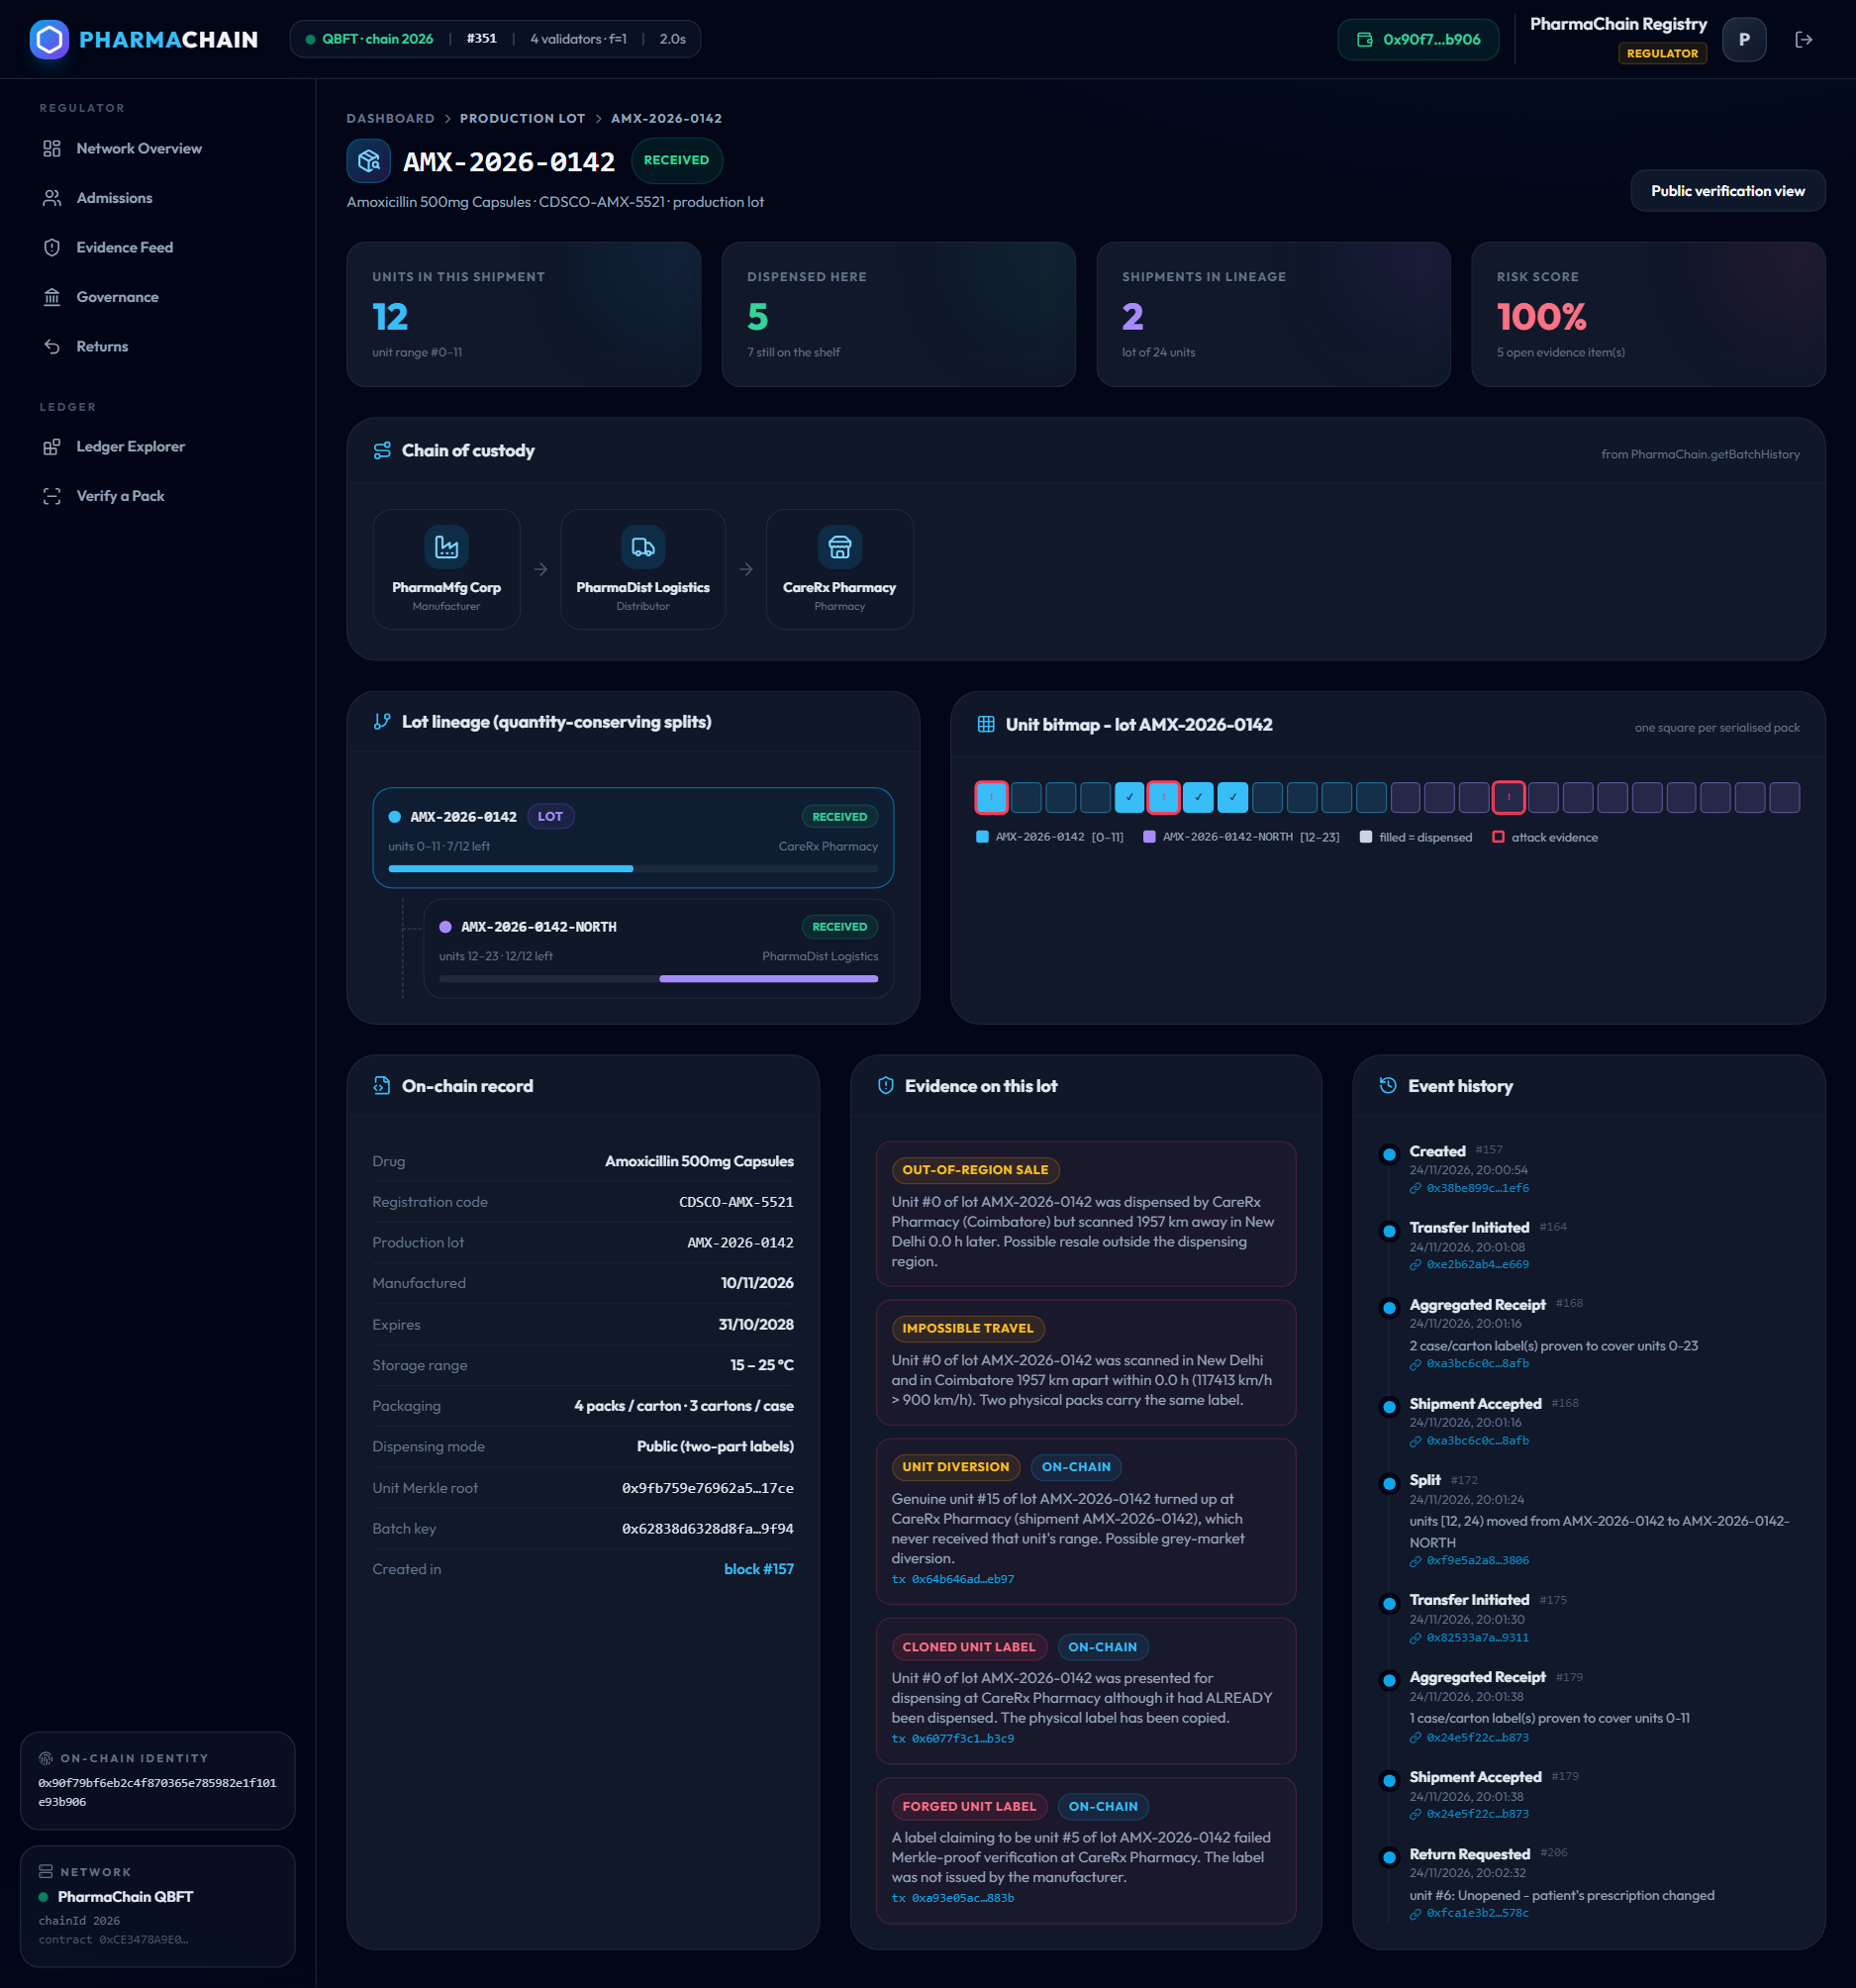 PHARMACHAIN
QBFT · chain 2026 | #351 | 4 validators · f=1 | 2.0s
0x90f7…b906
PharmaChain Registry
REGULATOR
P
REGULATOR
Network Overview
Admissions
Evidence Feed
Governance
Returns
LEDGER
Ledger Explorer
Verify a Pack
ON-CHAIN IDENTITY
0x90f79bf6eb2c4f870365e785982e1f101
e93b906
NETWORK
PharmaChain QBFT
chainId 2026
contract 0xCE3478A9E0…
DASHBOARD > PRODUCTION LOT > AMX-2026-0142
AMX-2026-0142 RECEIVED
Amoxicillin 500mg Capsules · CDSCO-AMX-5521 · production lot
Public verification view
UNITS IN THIS SHIPMENT
12
unit range #0–11
DISPENSED HERE
5
7 still on the shelf
SHIPMENTS IN LINEAGE
2
lot of 24 units
RISK SCORE
100%
5 open evidence item(s)
Chain of custody
from PharmaChain.getBatchHistory
PharmaMfg Corp
Manufacturer
PharmaDist Logistics
Distributor
CareRx Pharmacy
Pharmacy
Lot lineage (quantity-conserving splits)
AMX-2026-0142 LOT RECEIVED
units 0–11 · 7/12 left CareRx Pharmacy
AMX-2026-0142-NORTH RECEIVED
units 12–23 · 12/12 left PharmaDist Logistics
Unit bitmap - lot AMX-2026-0142
one square per serialised pack
! ✓ ! ✓ ✓ !
AMX-2026-0142 [0–11] AMX-2026-0142-NORTH [12–23] filled = dispensed attack evidence
On-chain record
Drug Amoxicillin 500mg Capsules
Registration code CDSCO-AMX-5521
Production lot AMX-2026-0142
Manufactured 10/11/2026
Expires 31/10/2028
Storage range 15 – 25 °C
Packaging 4 packs / carton · 3 cartons / case
Dispensing mode Public (two-part labels)
Unit Merkle root 0x9fb759e76962a5…17ce
Batch key 0x62838d6328d8fa…9f94
Created in block #157
Evidence on this lot
OUT-OF-REGION SALE
Unit #0 of lot AMX-2026-0142 was dispensed by CareRx
Pharmacy (Coimbatore) but scanned 1957 km away in New
Delhi 0.0 h later. Possible resale outside the dispensing
region.
IMPOSSIBLE TRAVEL
Unit #0 of lot AMX-2026-0142 was scanned in New Delhi
and in Coimbatore 1957 km apart within 0.0 h (117413 km/h
> 900 km/h). Two physical packs carry the same label.
UNIT DIVERSION ON-CHAIN
Genuine unit #15 of lot AMX-2026-0142 turned up at
CareRx Pharmacy (shipment AMX-2026-0142), which
never received that unit's range. Possible grey-market
diversion.
tx 0x64b646ad…eb97
CLONED UNIT LABEL ON-CHAIN
Unit #0 of lot AMX-2026-0142 was presented for
dispensing at CareRx Pharmacy although it had ALREADY
been dispensed. The physical label has been copied.
tx 0x6077f3c1…b3c9
FORGED UNIT LABEL ON-CHAIN
A label claiming to be unit #5 of lot AMX-2026-0142 failed
Merkle-proof verification at CareRx Pharmacy. The label
was not issued by the manufacturer.
tx 0xa93e05ac…883b
Event history
Created #157
24/11/2026, 20:00:54
0x38be899c…1ef6
Transfer Initiated #164
24/11/2026, 20:01:08
0xe2b62ab4…e669
Aggregated Receipt #168
24/11/2026, 20:01:16
2 case/carton label(s) proven to cover units 0-23
0xa3bc6c0c…8afb
Shipment Accepted #168
24/11/2026, 20:01:16
0xa3bc6c0c…8afb
Split #172
24/11/2026, 20:01:24
units [12, 24) moved from AMX-2026-0142 to AMX-2026-0142-
NORTH
0xf9e5a2a8…3806
Transfer Initiated #175
24/11/2026, 20:01:30
0x82533a7a…9311
Aggregated Receipt #179
24/11/2026, 20:01:38
1 case/carton label(s) proven to cover units 0-11
0x24e5f22c…b873
Shipment Accepted #179
24/11/2026, 20:01:38
0x24e5f22c…b873
Return Requested #206
24/11/2026, 20:02:32
unit #6: Unopened - patient's prescription changed
0xfca1e3b2…578c